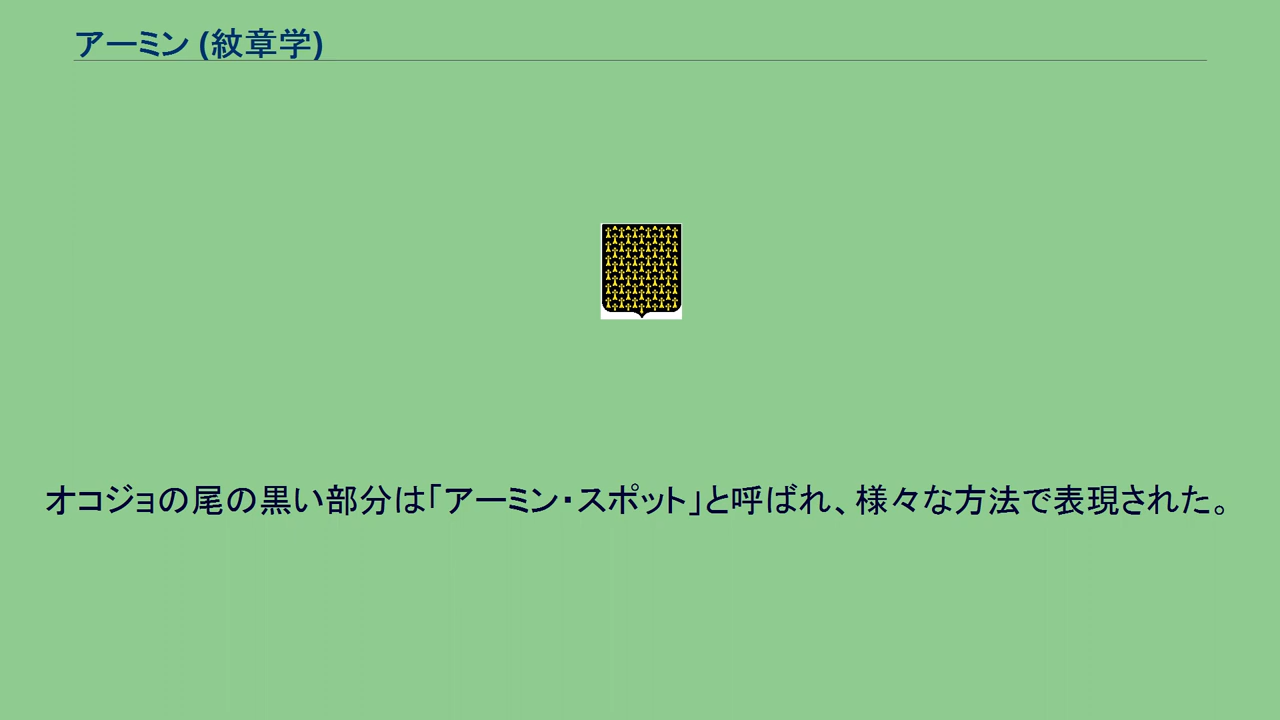 アーミン (紋章学)
オコジョの尾の黒い部分は｢アーミン･スポット｣と呼ばれ、様々な方法で表現された。